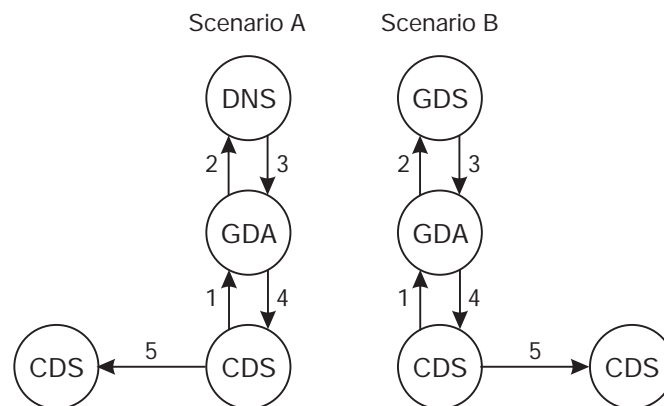 Scenario A Scenario B
DNS GDS
2 3 2 3
GDA GDA
1 4 1 4
CDS 5 CDS CDS 5 CDS